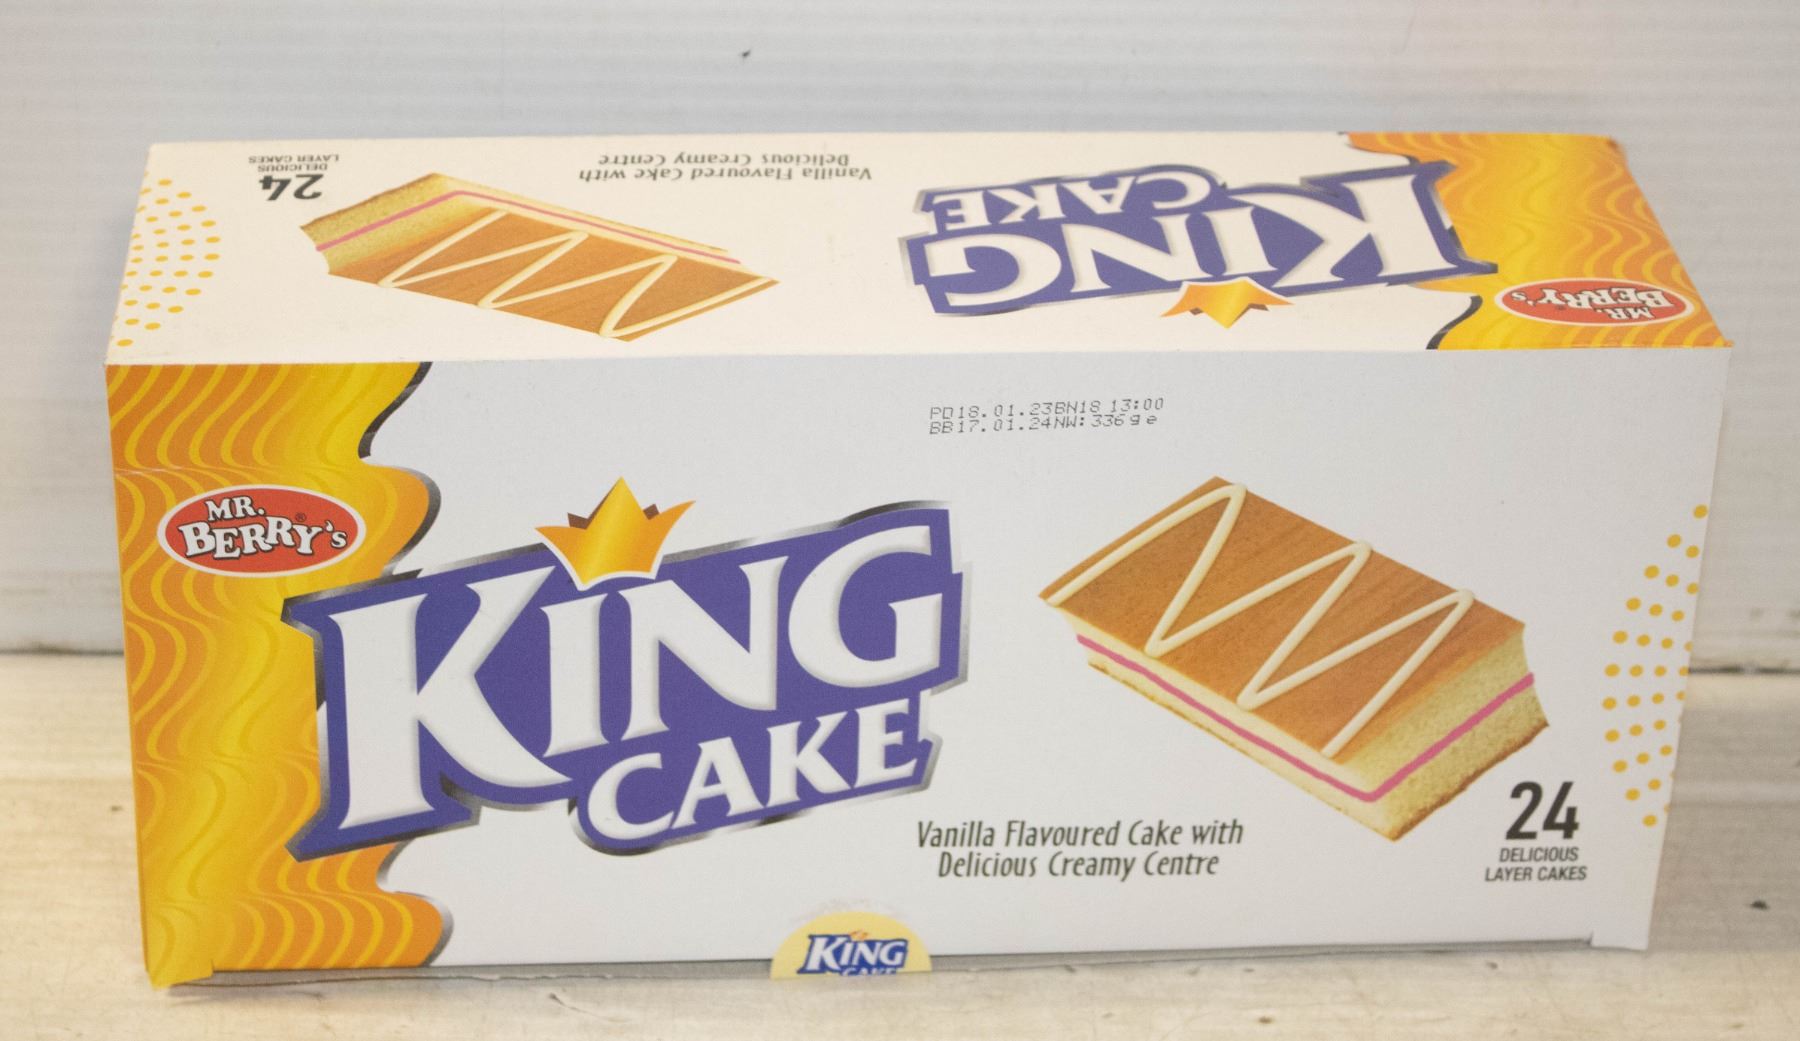 24
DELICIOUS
LAYER CAKES
Vanilla Flavoured Cake with
Delicious Creamy Centre
KING
CAKE
MR.
BERRY's
PD18.01.23BN18 13:00
BB17.01.24NW:336g e
MR.
BERRY's®
KING
CAKE
Vanilla Flavoured Cake with
Delicious Creamy Centre
24
DELICIOUS
LAYER CAKES
KING
CAKE